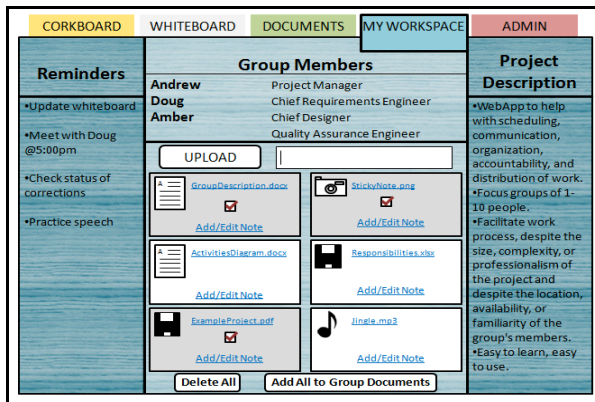 CORKBOARD WHITEBOARD DOCUMENTS MY WORKSPACE ADMIN
Reminders
•Update whiteboard
•Meet with Doug
@5:00pm
•Check status of
corrections
•Practice speech
Group Members
Andrew Project Manager
Doug Chief Requirements Engineer
Amber Chief Designer
Quality Assurance Engineer
UPLOAD
GroupDescription.docx
Add/Edit Note
StickyNote.png
Add/Edit Note
ActivitiesDiagram.docx
Add/Edit Note
Responsibilities.xlsx
Add/Edit Note
ExampleProject.pdf
Add/Edit Note
Jingle.mp3
Add/Edit Note
Delete All Add All to Group Documents
Project
Description
•WebApp to help
with scheduling,
communication,
organization,
accountability, and
distribution of work.
•Focus groups of 1-
10 people.
•Facilitate work
process, despite the
size, complexity, or
professionalism of
the project and
despite the location,
availability, or
familiarity of the
group's members.
•Easy to learn, easy
to use.